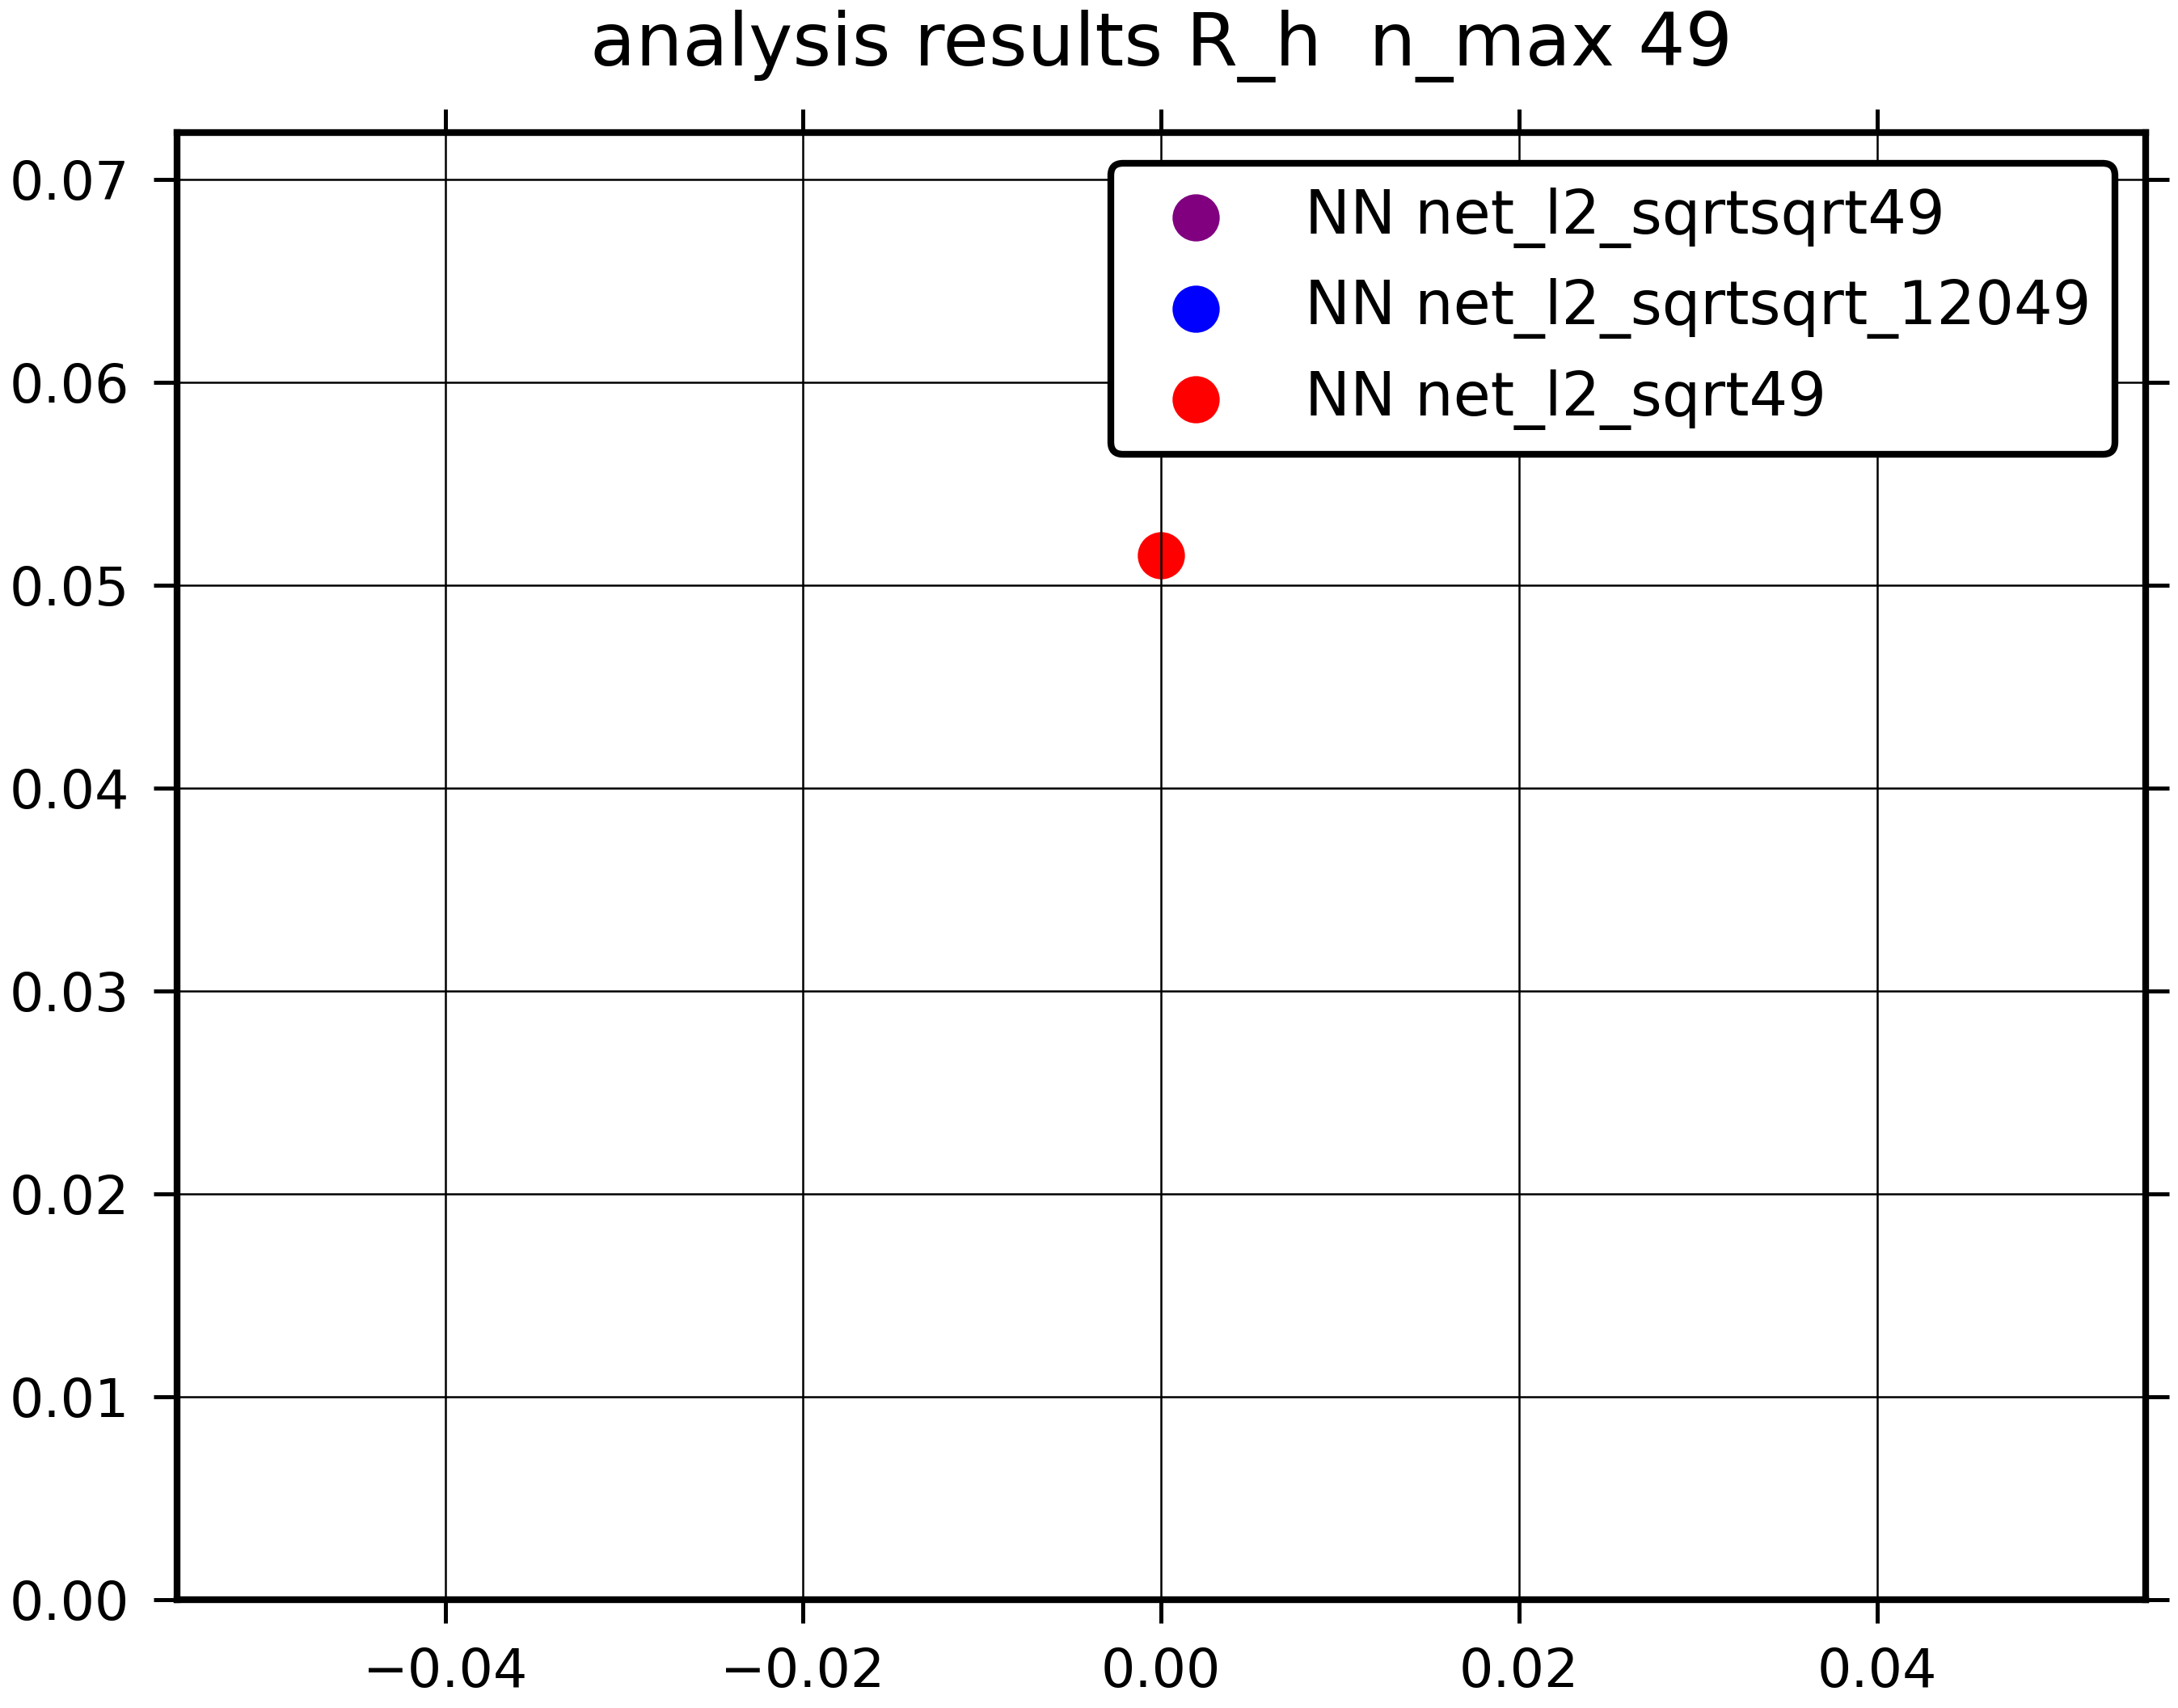 analysis results R_h  n_max 49
NN net_l2_sqrtsqrt49
NN net_l2_sqrtsqrt_12049
NN net_l2_sqrt49
0.07
0.06
0.05
0.04
0.03
0.02
0.01
0.00
−0.04 −0.02 0.00 0.02 0.04